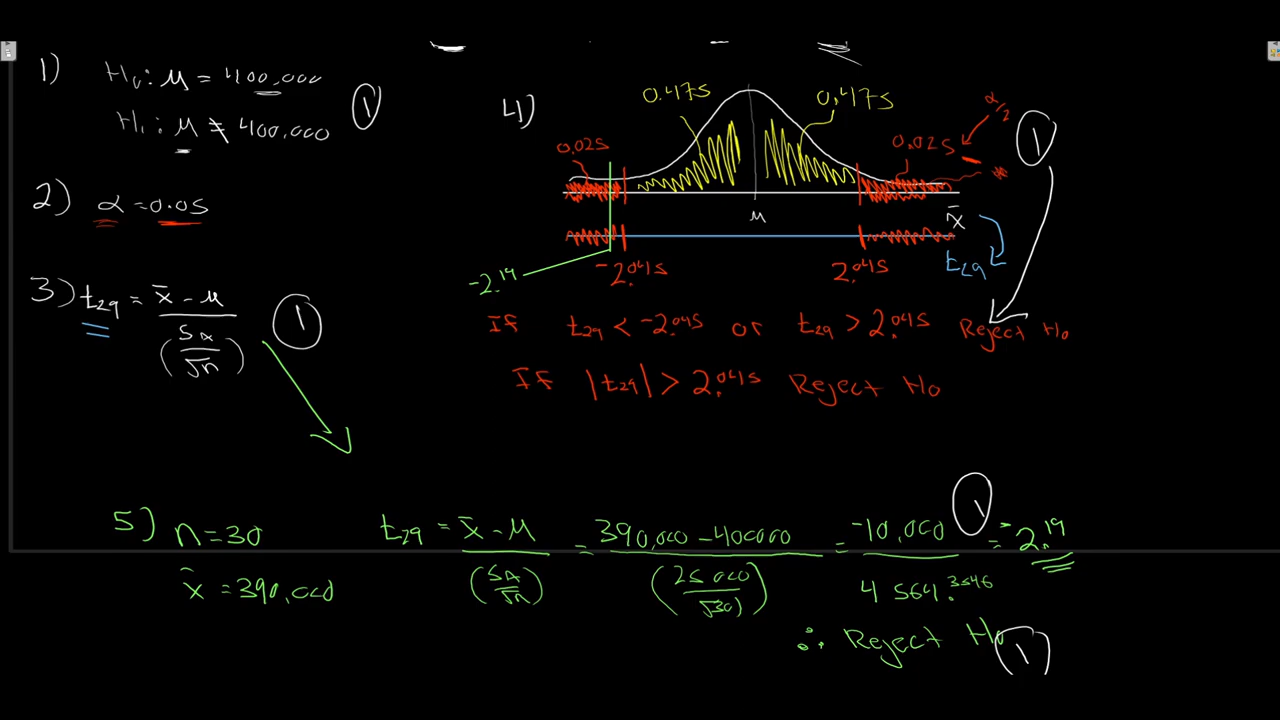 1) H₀: μ = 400,000
H₁: μ ≠ 400,000
①
2) α = 0.05
3) t₂₉ = x̄ - μ / (Sx/√n)
①
4)
0.475 0.475
0.025 0.025 α/2
①
μ x̄
-2.19 -2.045 2.045 t₂₉
If t₂₉ < -2.045 or t₂₉ > 2.045 Reject H₀
If |t₂₉| > 2.045 Reject H₀
5) n = 30
x̄ = 390,000
t₂₉ = x̄ - μ / (Sx/√n) = 390,000 - 400000 / (25 000/√30) = -10,000 / 4 564.3546 = -2.19
①
∴ Reject H₀
①